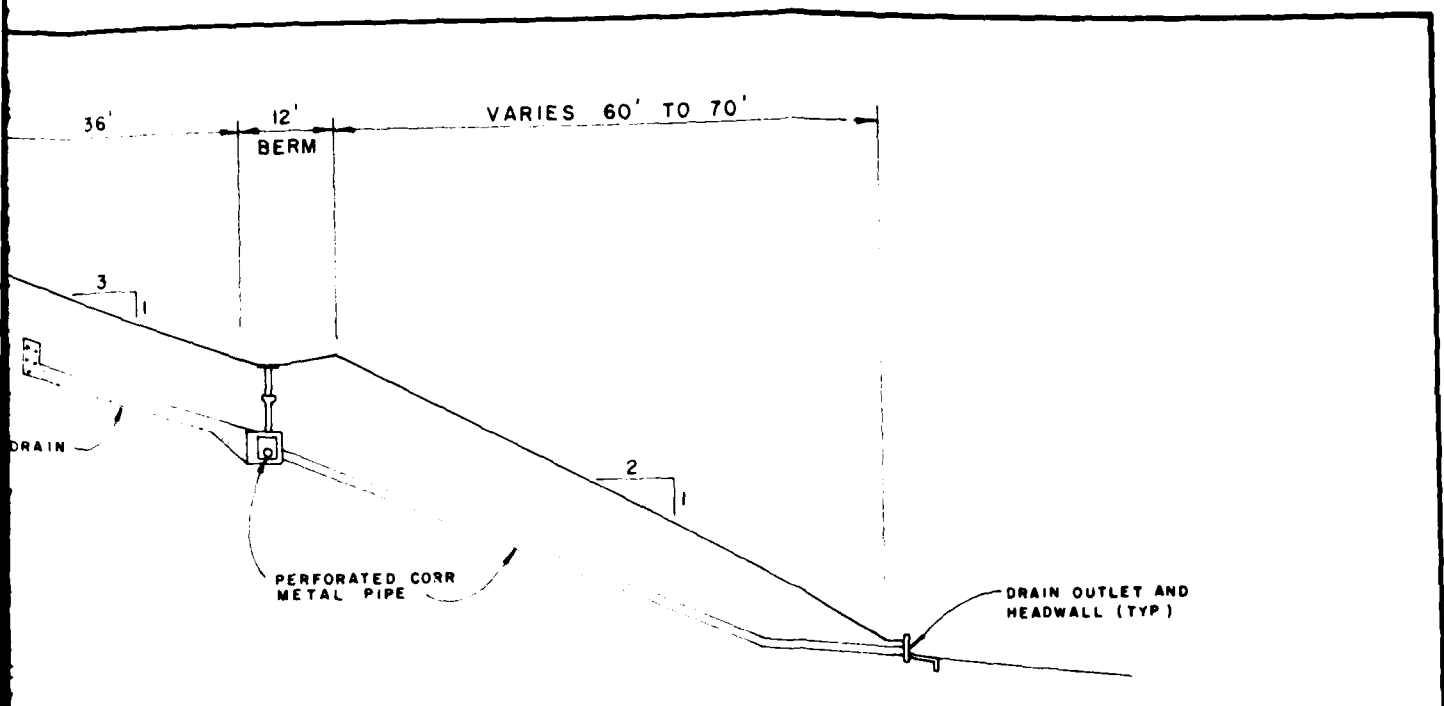 36' 12' VARIES 60' TO 70'
BERM
3
1
DRAIN
2
1
PERFORATED CORR
METAL PIPE
DRAIN OUTLET AND
HEADWALL (TYP)